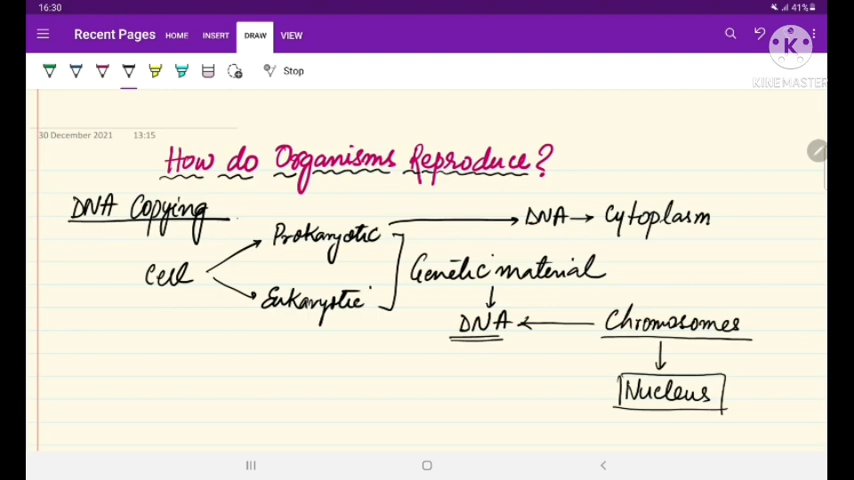 16:30 41%
Recent Pages HOME INSERT DRAW VIEW
K
KINEMASTER
Stop
30 December 2021 13:15
How do Organisms Reproduce?
DNA Copying
Prokaryotic → DNA → Cytoplasm
Cell
Genetic material
Eukaryotic
DNA ← Chromosomes
Nucleus